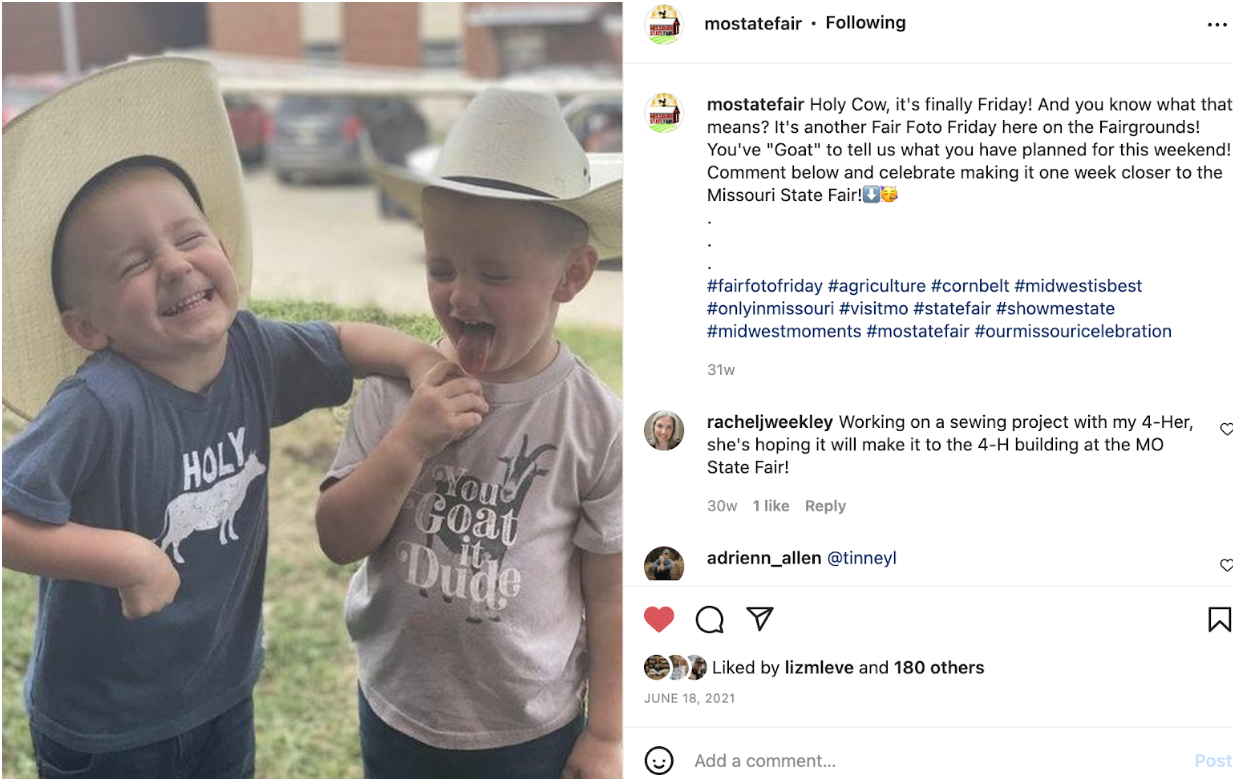 HOLY
You
Goat
it
Dude
mostatefair • Following
mostatefair Holy Cow, it's finally Friday! And you know what that
means? It's another Fair Foto Friday here on the Fairgrounds!
You've "Goat" to tell us what you have planned for this weekend!
Comment below and celebrate making it one week closer to the
Missouri State Fair!⬇️🥳
.
.
.
#fairfotofriday #agriculture #cornbelt #midwestisbest
#onlyinmissouri #visitmo #statefair #showmestate
#midwestmoments #mostatefair #ourmissouricelebration
31w
racheljweekley Working on a sewing project with my 4-Her,
she's hoping it will make it to the 4-H building at the MO
State Fair!
30w 1 like Reply
adrienn_allen @tinneyl
Liked by lizmleve and 180 others
JUNE 18, 2021
Add a comment...
Post